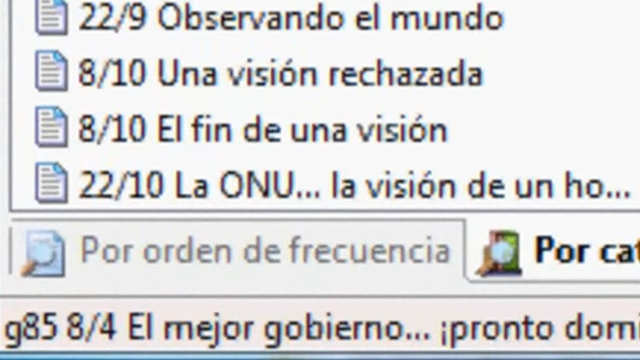 22/9 Observando el mundo
8/10 Una visión rechazada
8/10 El fin de una visión
22/10 La ONU... la visión de un ho...
Por orden de frecuencia
Por cat
g85 8/4 El mejor gobierno... ¡pronto domi